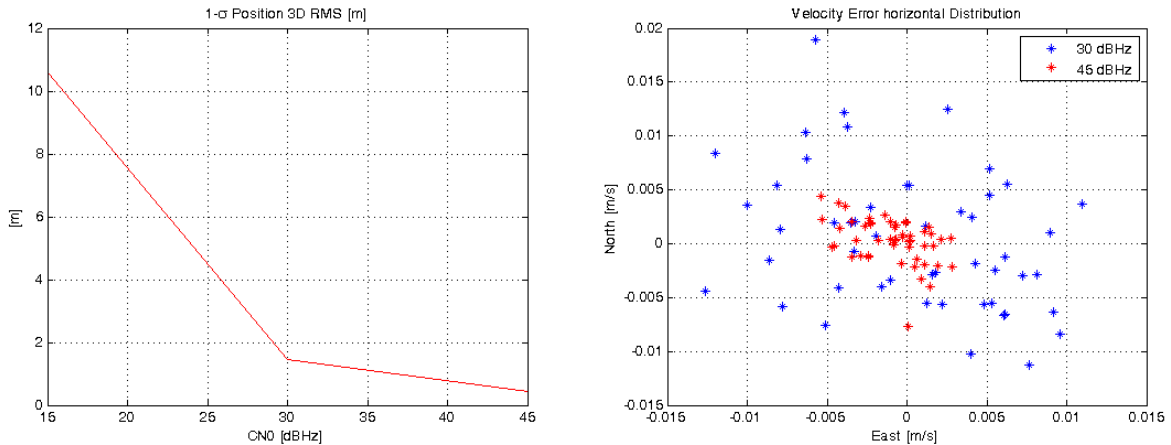 1-σ Position 3D RMS [m]
12
10
8
6
4
2
0
[m]
15 20 25 30 35 40 45
CN0 [dBHz]
Velocity Error horizontal Distribution
0.02
0.015
0.01
0.005
0
-0.005
-0.01
-0.015
North [m/s]
30 dBHz
45 dBHz
-0.015 -0.01 -0.005 0 0.005 0.01 0.015
East [m/s]